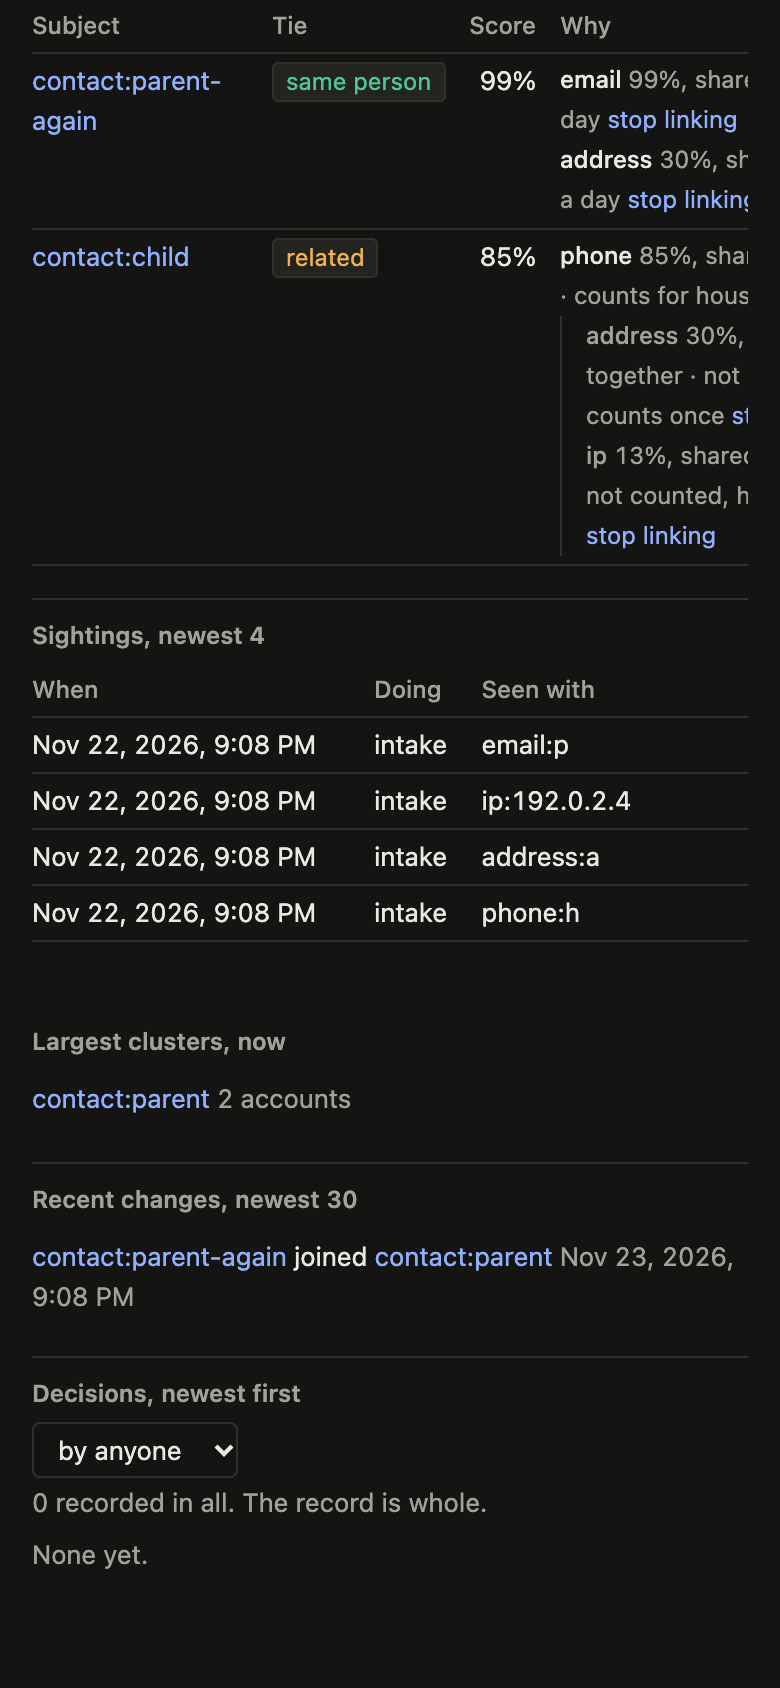 Subject Tie Score Why
contact:parent-again same person 99% email 99%,
day stop linking
address 30%,
a day stop linking
contact:child related 85% phone 85%,
· counts for
address 30%,
together · not
counts once
ip 13%, shared
not counted,
stop linking
Sightings, newest 4
When Doing Seen with
Nov 22, 2026, 9:08 PM intake email:p
Nov 22, 2026, 9:08 PM intake ip:192.0.2.4
Nov 22, 2026, 9:08 PM intake address:a
Nov 22, 2026, 9:08 PM intake phone:h
Largest clusters, now
contact:parent 2 accounts
Recent changes, newest 30
contact:parent-again joined contact:parent Nov 23, 2026,
9:08 PM
Decisions, newest first
by anyone
0 recorded in all. The record is whole.
None yet.